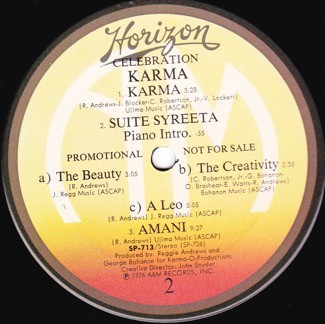 Horizon
CELEBRATION
KARMA
1. KARMA 3:28
(R. Andrews-J. Blocker-C. Robertson, Jr.-V. Lockett)
Ujima Music (ASCAP)
2. SUITE SYREETA
Piano Intro. :55
PROMOTIONAL NOT FOR SALE
a) The Beauty 3:05
(R. Andrews)
J. Regg Music (ASCAP)
b) The Creativity 2:35
(C. Robertson, Jr.-G. Bohanon-
O. Brashear-E. Watts-R. Andrews)
Bohanon Music (ASCAP)
c) A Leo 5:05
(R. Andrews) J. Regg Music (ASCAP)
3. AMANI 9:27
(R. Andrews) Ujima Music (ASCAP)
SP-713/Stereo (SP-726)
Produced by: Reggie Andrews and
George Bohanon for Karma-O-Productions
Creative Director: John Snyder
Ⓟ 1976 A&M RECORDS, INC.
2